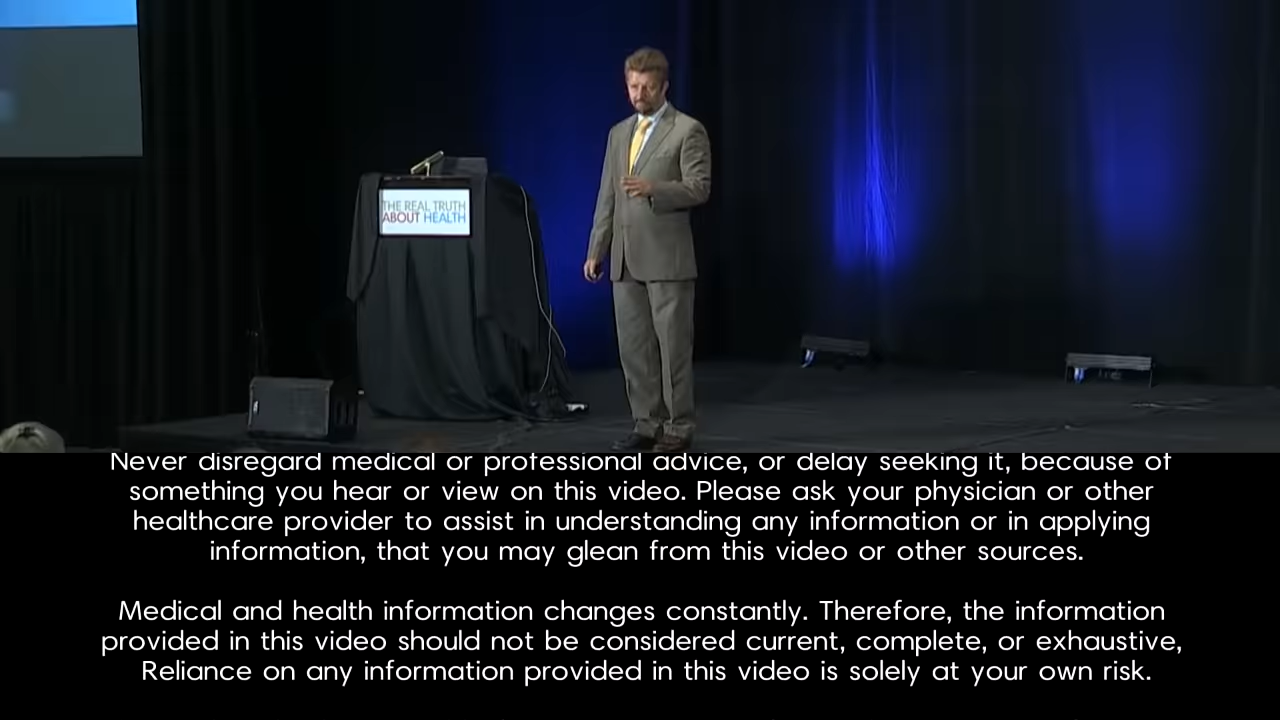 THE REAL TRUTH
ABOUT HEALTH
Never disregard medical or professional advice, or delay seeking it, because of
something you hear or view on this video. Please ask your physician or other
healthcare provider to assist in understanding any information or in applying
information, that you may glean from this video or other sources.
Medical and health information changes constantly. Therefore, the information
provided in this video should not be considered current, complete, or exhaustive,
Reliance on any information provided in this video is solely at your own risk.